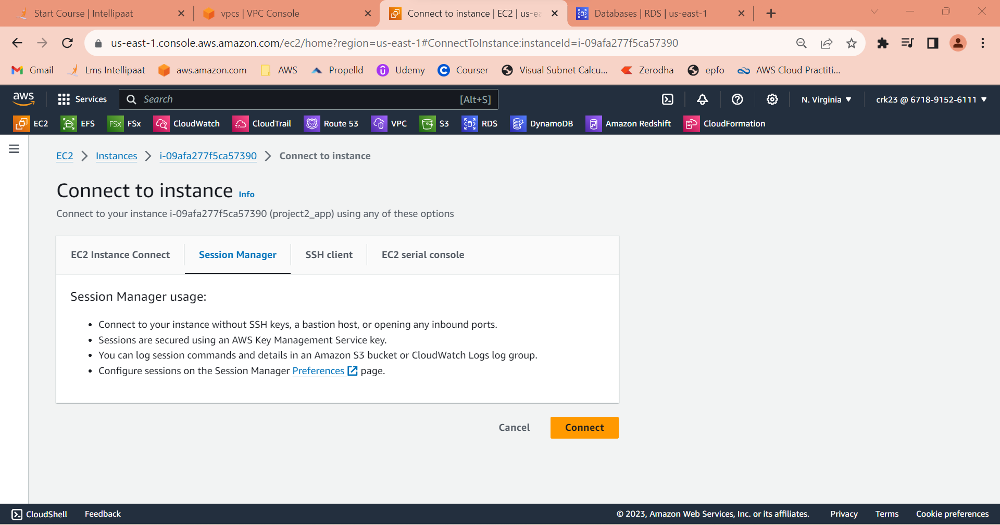 Start Course | Intellipaat
vpcs | VPC Console
Connect to instance | EC2 | us-ea
Databases | RDS | us-east-1
us-east-1.console.aws.amazon.com/ec2/home?region=us-east-1#ConnectToInstance:instanceId=i-09afa277f5ca57390
Gmail Lms Intellipaat aws.amazon.com AWS Propelld Udemy Courser Visual Subnet Calcu... Zerodha epfo AWS Cloud Practiti...
aws Services Search [Alt+S] N. Virginia crk23 @ 6718-9152-6111
EC2 EFS FSx FSx CloudWatch CloudTrail 53 Route 53 VPC S3 RDS DynamoDB Amazon Redshift CloudFormation
EC2 Instances i-09afa277f5ca57390 Connect to instance
Connect to instance Info
Connect to your instance i-09afa277f5ca57390 (project2_app) using any of these options
EC2 Instance Connect Session Manager SSH client EC2 serial console
Session Manager usage:
• Connect to your instance without SSH keys, a bastion host, or opening any inbound ports.
• Sessions are secured using an AWS Key Management Service key.
• You can log session commands and details in an Amazon S3 bucket or CloudWatch Logs log group.
• Configure sessions on the Session Manager Preferences page.
Cancel Connect
CloudShell Feedback © 2023, Amazon Web Services, Inc. or its affiliates. Privacy Terms Cookie preferences